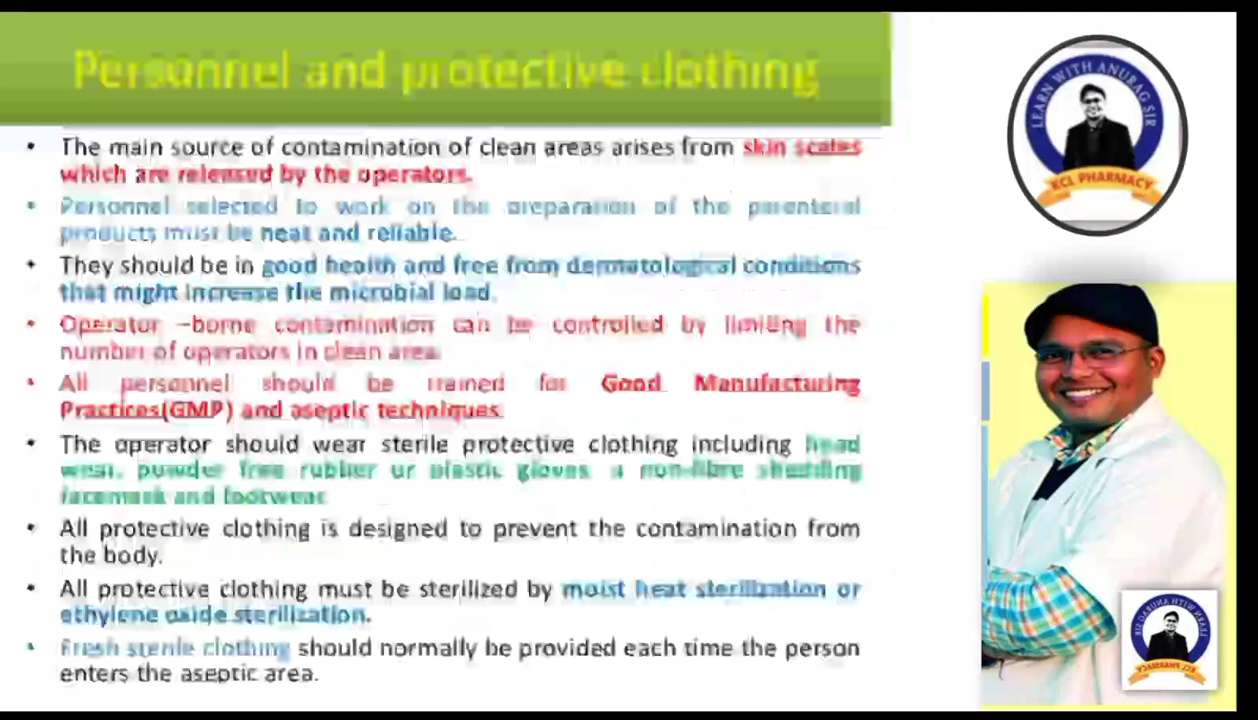 Personnel and protective clothing
• The main source of contamination of clean areas arises from skin scales
which are released by the operators.
• Personnel selected to work on the preparation of the parenteral
products must be neat and reliable.
• They should be in good health and free from dermatological conditions
that might increase the microbial load.
• Operator –borne contamination can be controlled by limiting the
number of operators in clean area.
• All personnel should be trained for Good Manufacturing
Practices(GMP) and aseptic techniques.
• The operator should wear sterile protective clothing including head
wear, powder free rubber or plastic gloves, a non-fibre shedding
facemask and footwear.
• All protective clothing is designed to prevent the contamination from
the body.
• All protective clothing must be sterilized by moist heat sterilization or
ethylene oxide sterilization.
• Fresh sterile clothing should normally be provided each time the person
enters the aseptic area.
LEARN WITH ANURAG SIR
KCL PHARMACY
LEARN WITH ANURAG SIR
KCL PHARMACY